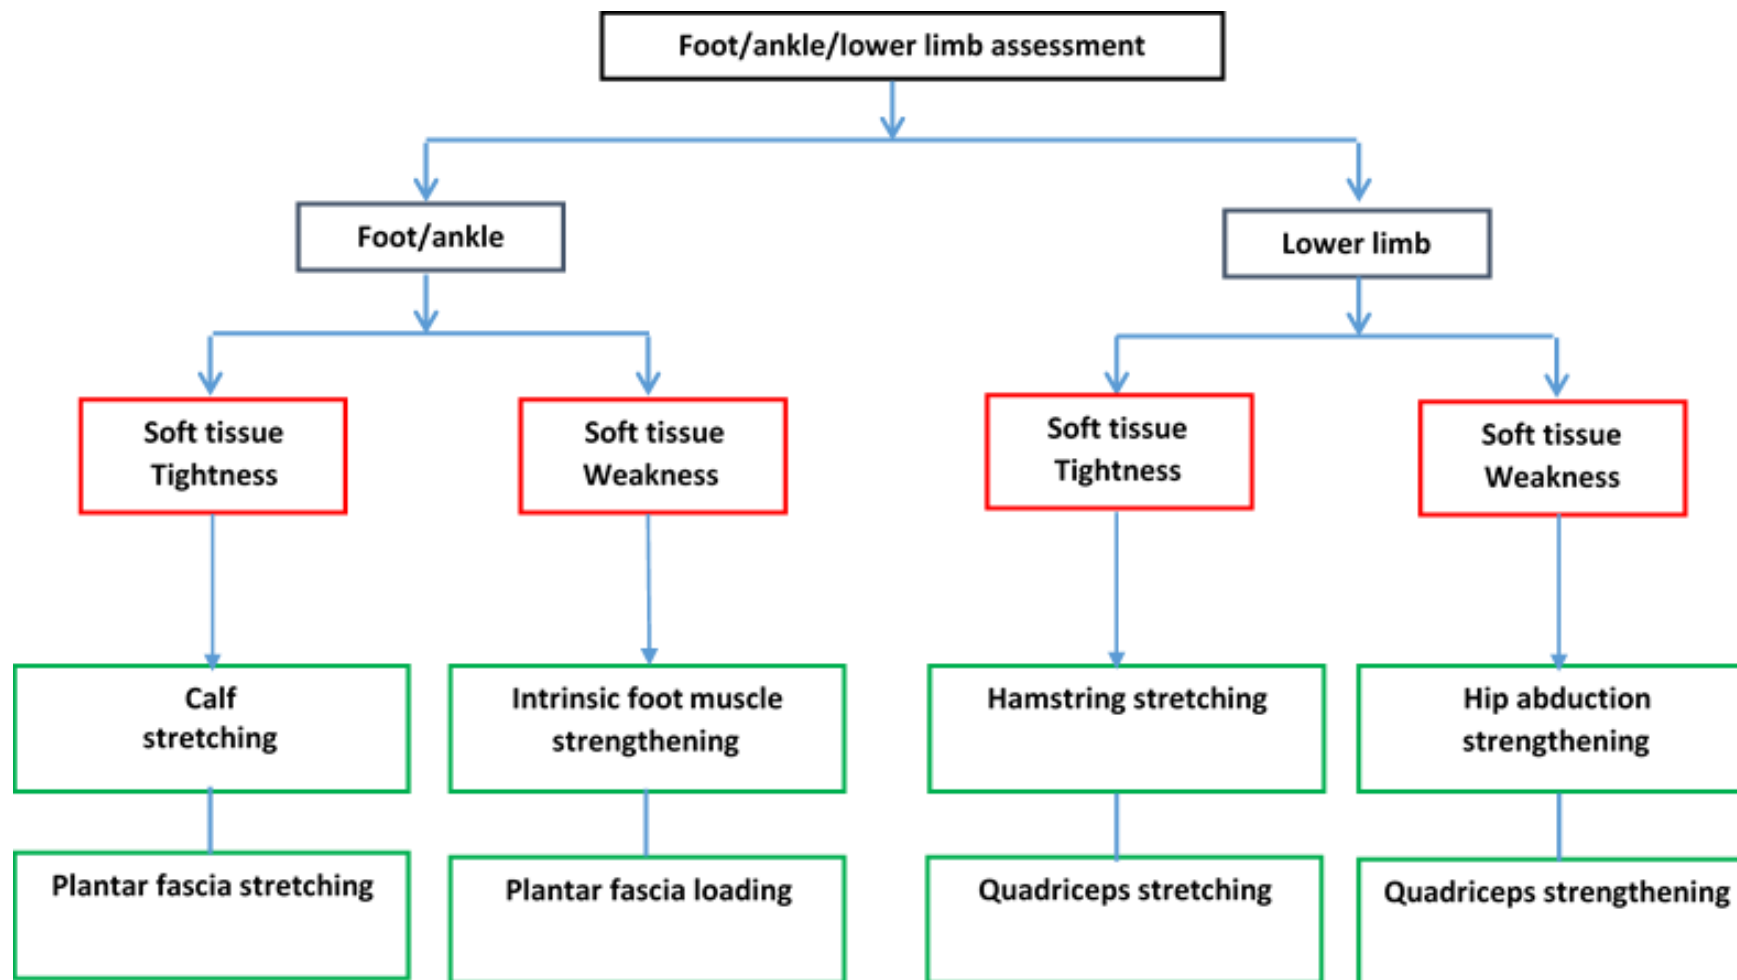 Foot/ankle/lower limb assessment
Foot/ankle
Lower limb
Soft tissue
Tightness
Soft tissue
Weakness
Soft tissue
Tightness
Soft tissue
Weakness
Calf
stretching
Intrinsic foot muscle
strengthening
Hamstring stretching
Hip abduction
strengthening
Plantar fascia stretching
Plantar fascia loading
Quadriceps stretching
Quadriceps strengthening